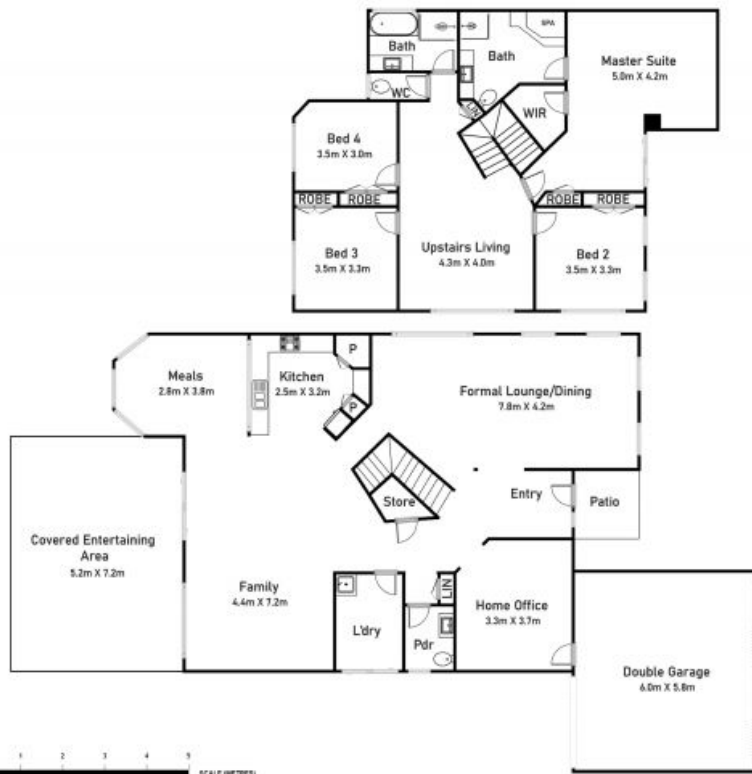 Bath
SPA
Bath
Master Suite
5.0m X 4.2m
WC
LIN
WIR
Bed 4
3.5m X 3.0m
ROBE
ROBE
ROBE
ROBE
Bed 3
3.5m X 3.3m
Upstairs Living
4.3m X 4.0m
Bed 2
3.5m X 3.3m
Meals
2.8m X 3.8m
Kitchen
2.5m X 3.2m
P
P
Formal Lounge/Dining
7.8m X 4.2m
Store
Entry
Patio
Covered Entertaining
Area
5.2m X 7.2m
Family
4.4m X 7.2m
L'dry
LIN
Pdr
Home Office
3.3m X 3.7m
Double Garage
6.0m X 5.8m
1 2 3 4 5
SCALE (METRES)